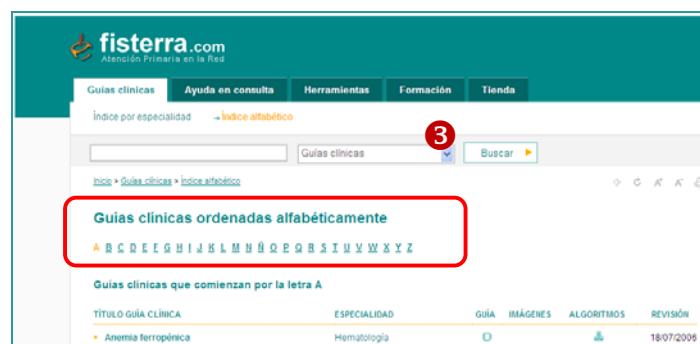 fisterra.com
Atención Primaria en la Red
Guías clínicas Ayuda en consulta Herramientas Formación Tienda
Índice por especialidad Índice alfabético
3
Guías clínicas Buscar
Inicio > Guías clínicas > Índice alfabético
Guías clínicas ordenadas alfabéticamente
A B C D E F G H I J K L M N Ñ O P Q R S T U V W X Y Z
Guías clínicas que comienzan por la letra A
TÍTULO GUÍA CLÍNICA ESPECIALIDAD GUÍA IMÁGENES ALGORITMOS REVISIÓN
Anemia ferropénica Hematología 18/07/2006